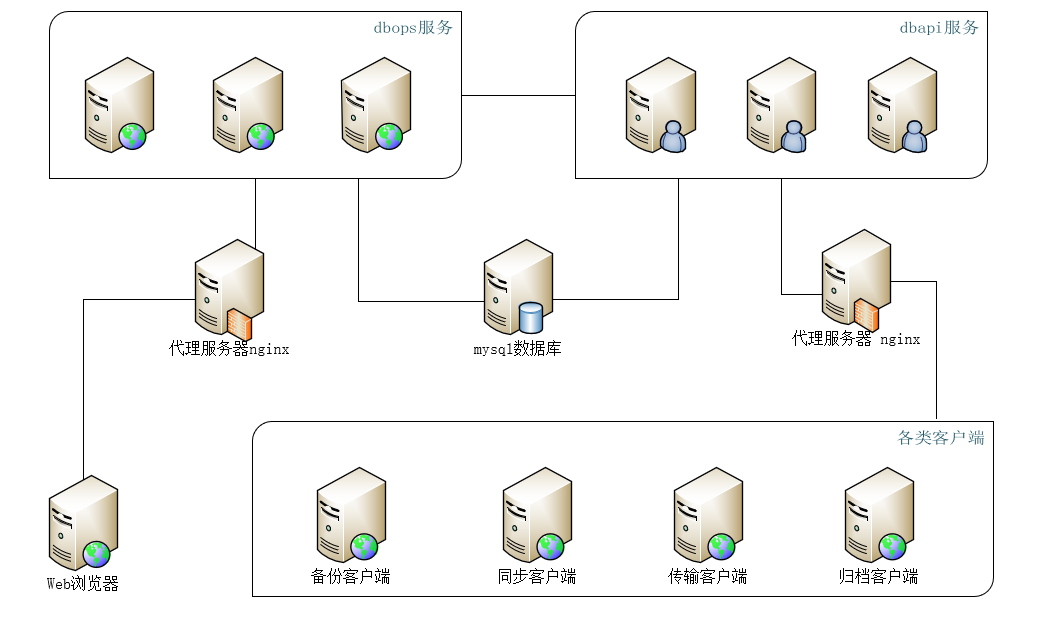 dbops服务
dbapi服务
代理服务器nginx
mysql数据库
代理服务器 nginx
各类客户端
备份客户端
同步客户端
传输客户端
归档客户端
Web浏览器